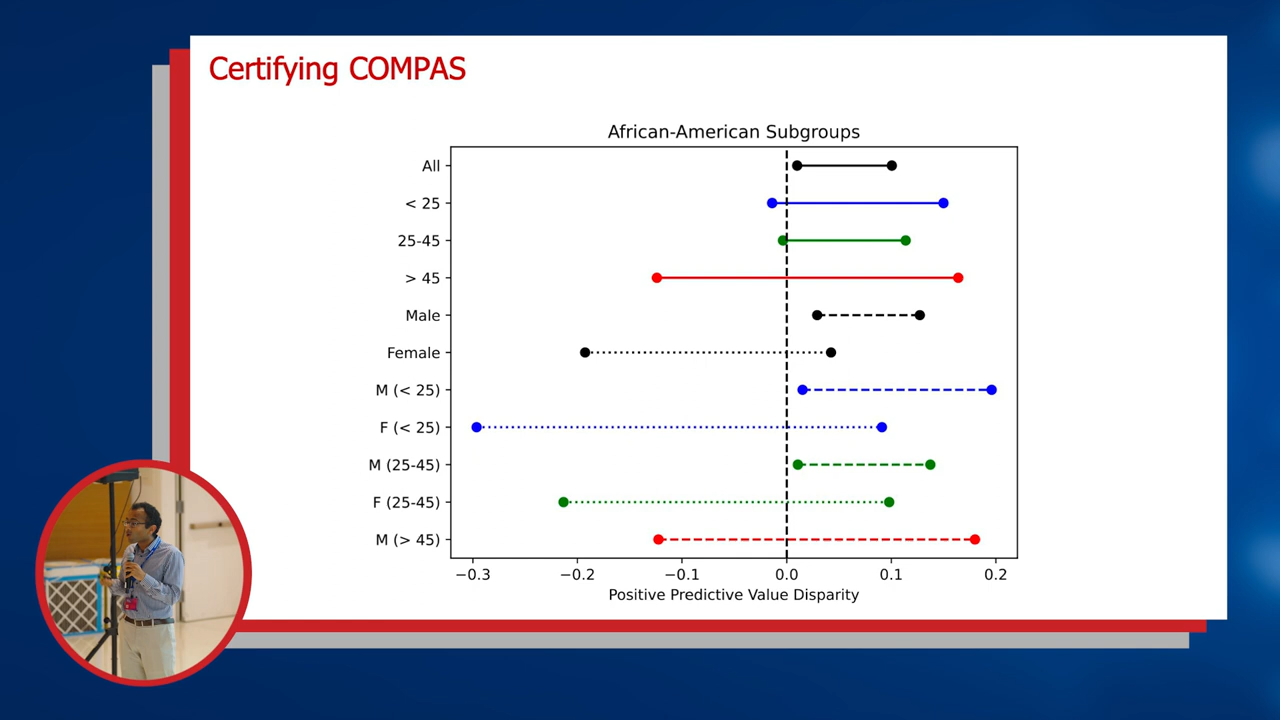 Certifying COMPAS
African-American Subgroups
All
< 25
25-45
> 45
Male
Female
M (< 25)
F (< 25)
M (25-45)
F (25-45)
M (> 45)
−0.3 −0.2 −0.1 0.0 0.1 0.2
Positive Predictive Value Disparity